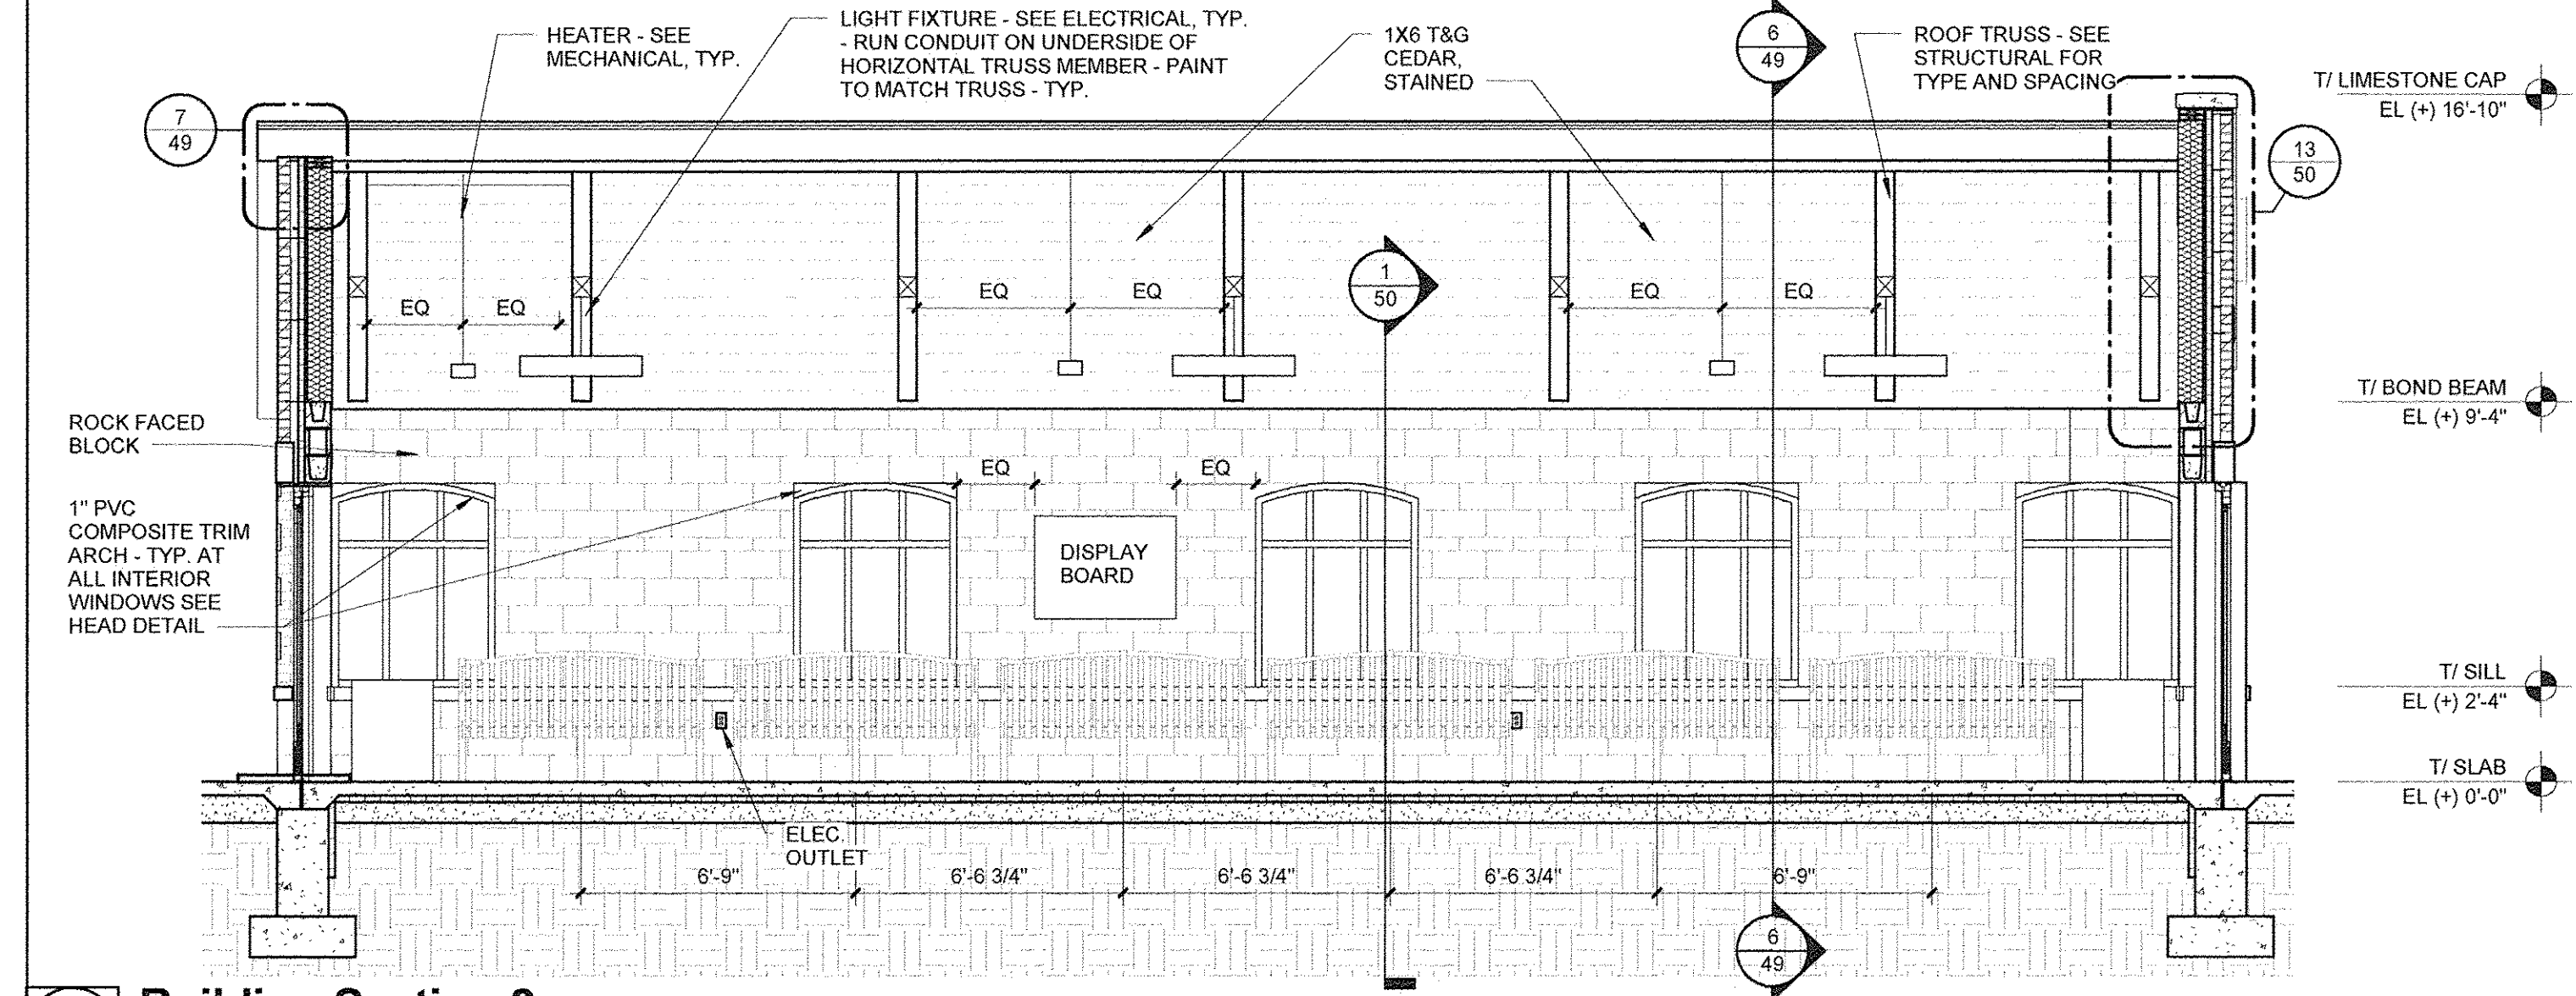 HEATER - SEE
MECHANICAL, TYP.
LIGHT FIXTURE - SEE ELECTRICAL, TYP.
- RUN CONDUIT ON UNDERSIDE OF
HORIZONTAL TRUSS MEMBER - PAINT
TO MATCH TRUSS - TYP.
1X6 T&G
CEDAR,
STAINED
6
49
ROOF TRUSS - SEE
STRUCTURAL FOR
TYPE AND SPACING
T/ LIMESTONE CAP
EL (+) 16'-10"
7
49
13
50
1
50
EQ
EQ
EQ
EQ
EQ
EQ
T/ BOND BEAM
EL (+) 9'-4"
ROCK FACED
BLOCK
EQ
EQ
1" PVC
COMPOSITE TRIM
ARCH - TYP. AT
ALL INTERIOR
WINDOWS SEE
HEAD DETAIL
DISPLAY
BOARD
T/ SILL
EL (+) 2'-4"
T/ SLAB
EL (+) 0'-0"
ELEC.
OUTLET
6'-9"
6'-6 3/4"
6'-6 3/4"
6'-6 3/4"
6'-9"
6
49
Building Section